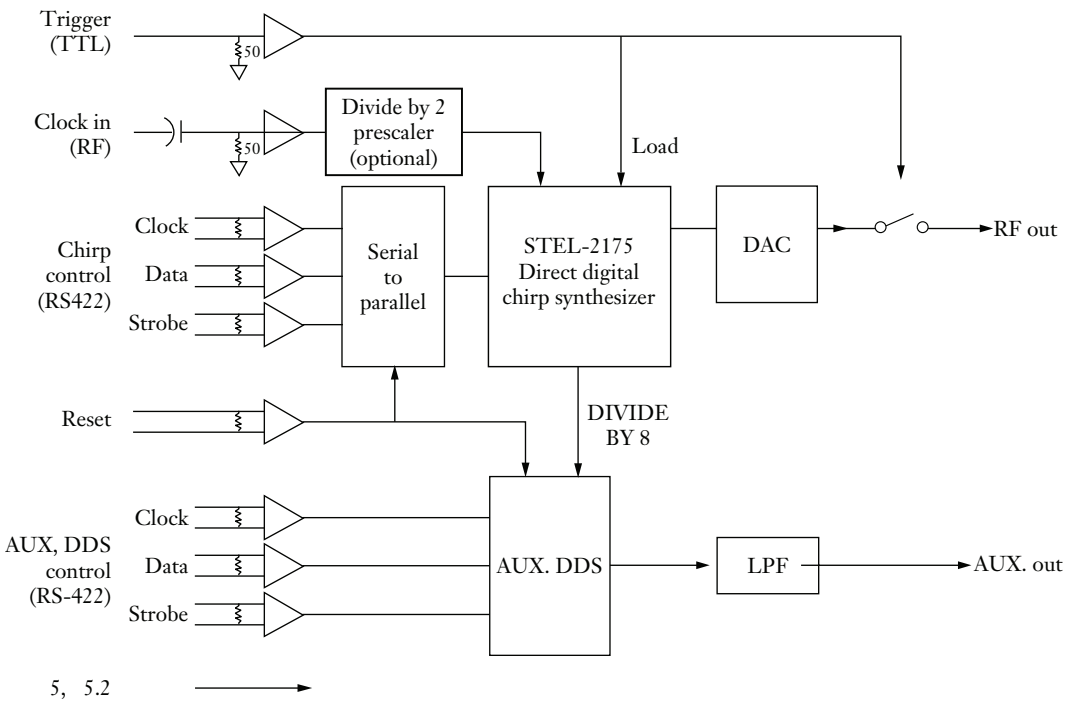 Trigger
(TTL)
50
Clock in
(RF)
50
Divide by 2
prescaler
(optional)
Load
Chirp
control
(RS422)
Clock
Data
Strobe
Serial
to
parallel
STEL-2175
Direct digital
chirp synthesizer
DAC
RF out
Reset
DIVIDE
BY 8
AUX, DDS
control
(RS-422)
Clock
Data
Strobe
AUX. DDS
LPF
AUX. out
5, 5.2